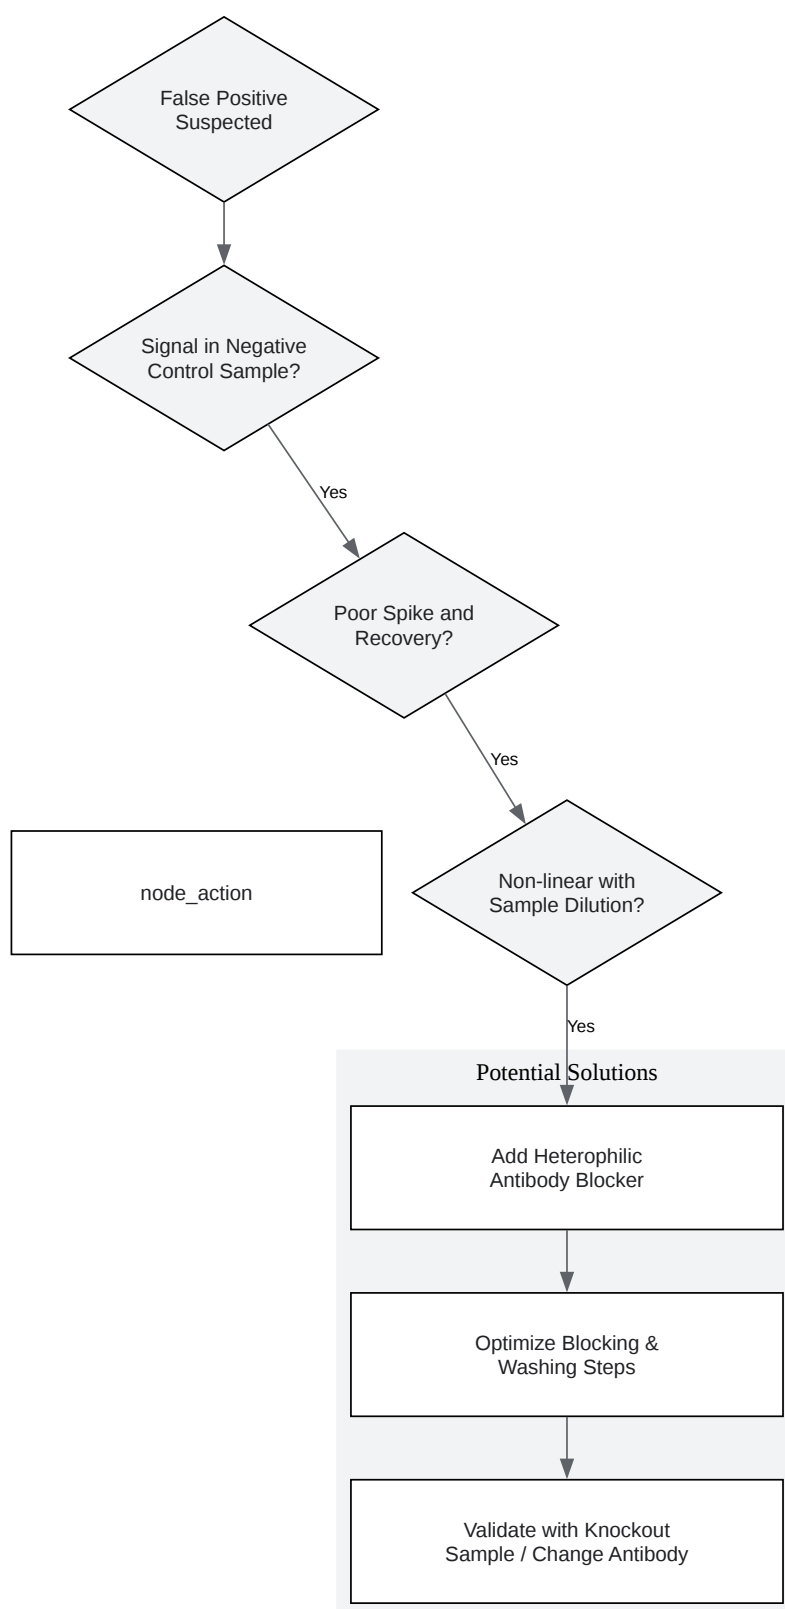 False Positive
Suspected
Signal in Negative
Control Sample?
Yes
Poor Spike and
Recovery?
Yes
node_action
Non-linear with
Sample Dilution?
Yes
Potential Solutions
Add Heterophilic
Antibody Blocker
Optimize Blocking &
Washing Steps
Validate with Knockout
Sample / Change Antibody